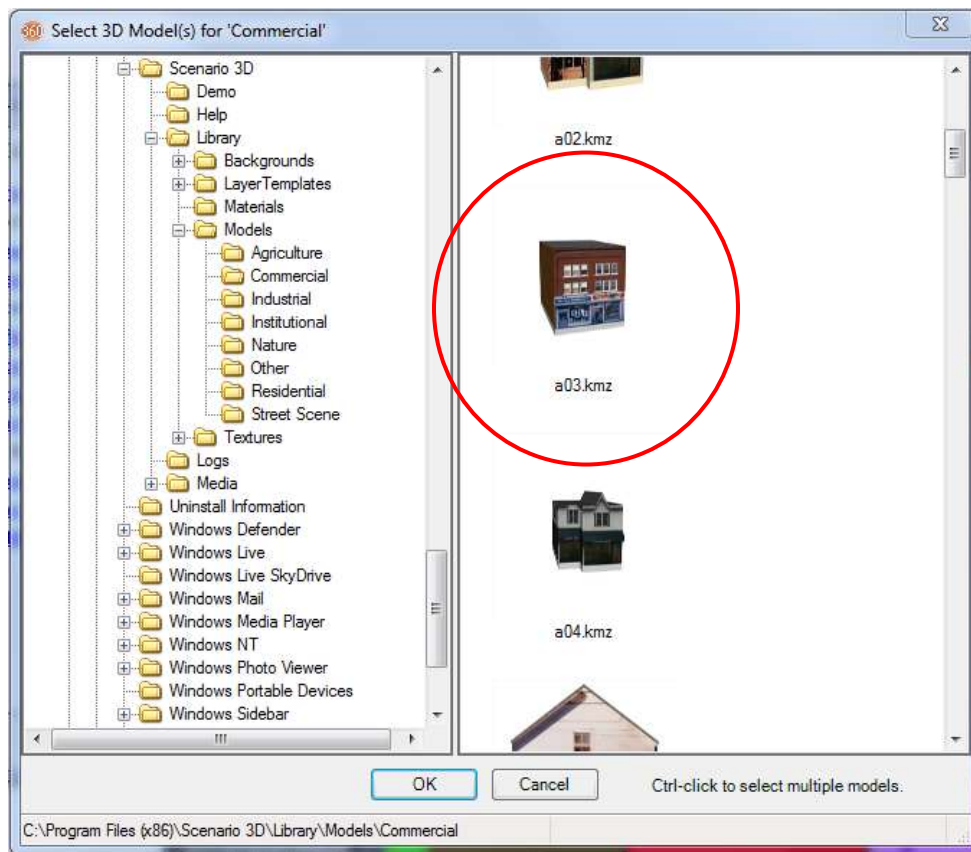 360 Select 3D Model(s) for 'Commercial'
Scenario 3D
Demo
Help
Library
Backgrounds
LayerTemplates
Materials
Models
Agriculture
Commercial
Industrial
Institutional
Nature
Other
Residential
Street Scene
Textures
Logs
Media
Uninstall Information
Windows Defender
Windows Live
Windows Live SkyDrive
Windows Mail
Windows Media Player
Windows NT
Windows Photo Viewer
Windows Portable Devices
Windows Sidebar
a02.kmz
a03.kmz
a04.kmz
OK
Cancel
Ctrl-click to select multiple models.
C:\Program Files (x86)\Scenario 3D\Library\Models\Commercial